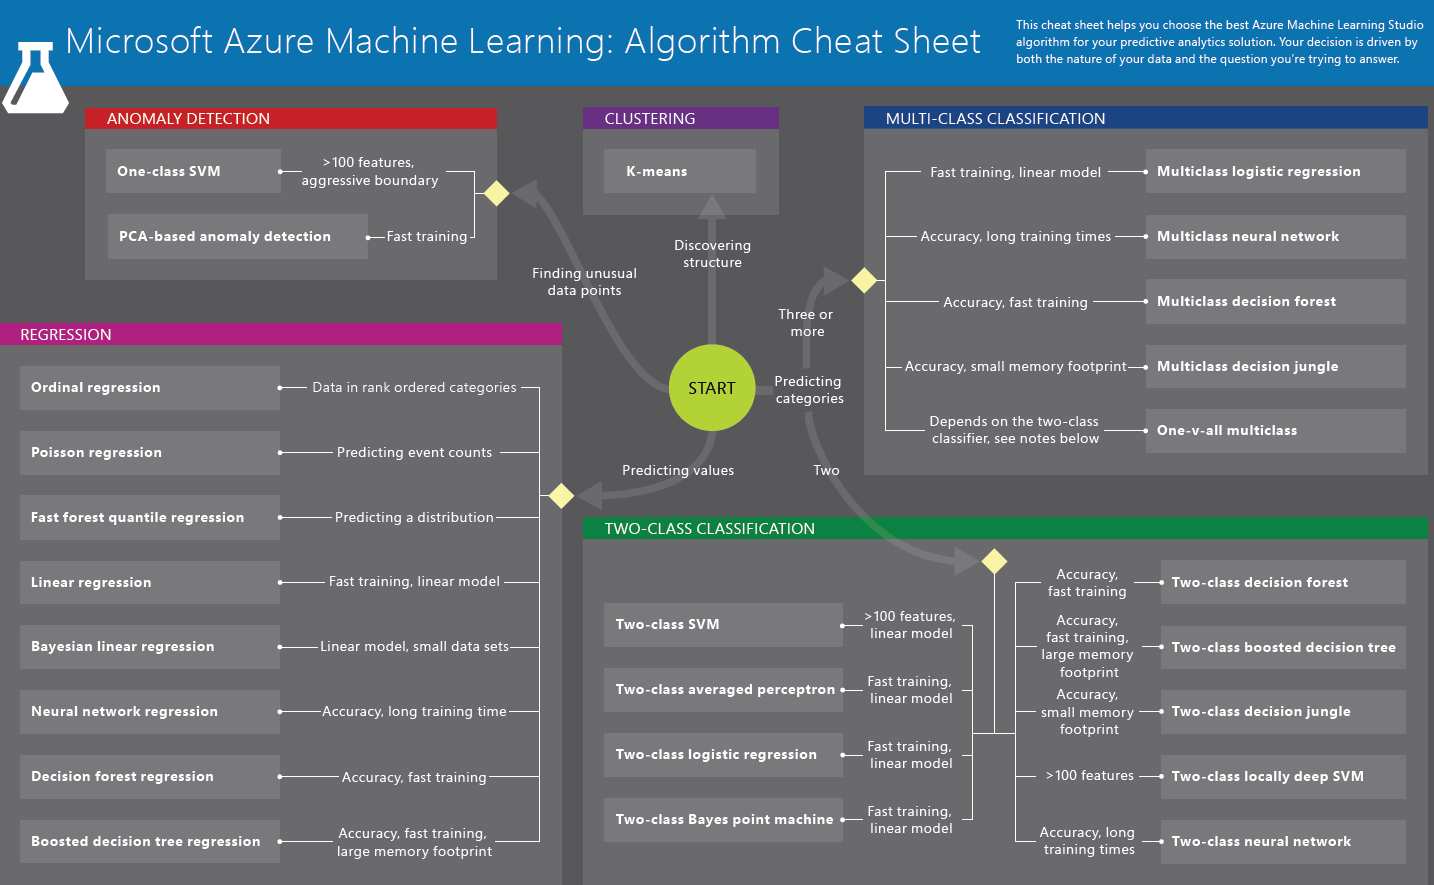 Microsoft Azure Machine Learning: Algorithm Cheat Sheet
This cheat sheet helps you choose the best Azure Machine Learning Studio
algorithm for your predictive analytics solution. Your decision is driven by
both the nature of your data and the question you're trying to answer.
ANOMALY DETECTION
One-class SVM
>100 features,
aggressive boundary
PCA-based anomaly detection
Fast training
CLUSTERING
K-means
MULTI-CLASS CLASSIFICATION
Fast training, linear model
Multiclass logistic regression
Accuracy, long training times
Multiclass neural network
Accuracy, fast training
Multiclass decision forest
Accuracy, small memory footprint
Multiclass decision jungle
Depends on the two-class
classifier, see notes below
One-v-all multiclass
Discovering
structure
Finding unusual
data points
Three or
more
START
Predicting
categories
Predicting values
Two
REGRESSION
Ordinal regression
Data in rank ordered categories
Poisson regression
Predicting event counts
Fast forest quantile regression
Predicting a distribution
Linear regression
Fast training, linear model
Bayesian linear regression
Linear model, small data sets
Neural network regression
Accuracy, long training time
Decision forest regression
Accuracy, fast training
Boosted decision tree regression
Accuracy, fast training,
large memory footprint
TWO-CLASS CLASSIFICATION
Two-class SVM
>100 features,
linear model
Two-class averaged perceptron
Fast training,
linear model
Two-class logistic regression
Fast training,
linear model
Two-class Bayes point machine
Fast training,
linear model
Accuracy,
fast training
Two-class decision forest
Accuracy,
fast training,
large memory
footprint
Two-class boosted decision tree
Accuracy,
small memory
footprint
Two-class decision jungle
>100 features
Two-class locally deep SVM
Accuracy, long
training times
Two-class neural network